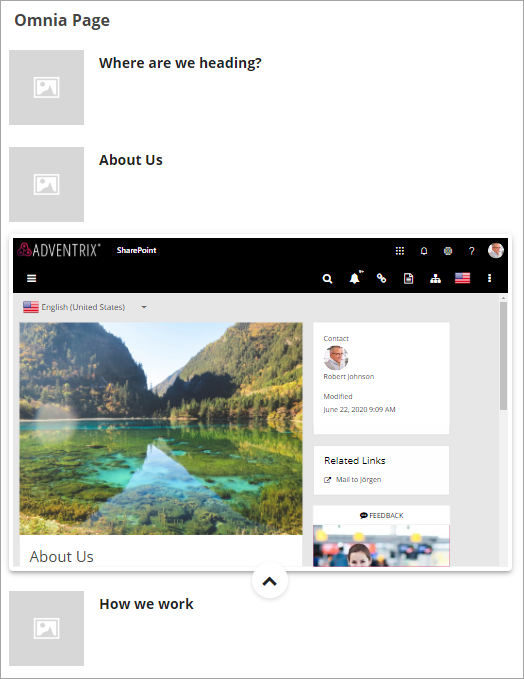 Omnia Page
Where are we heading?
About Us
ADVENTRIX
SharePoint
?
9+
English (United States)
Contact
Robert Johnson
Modified
June 22, 2020 9:09 AM
Related Links
Mail to Jörgen
FEEDBACK
About Us
How we work